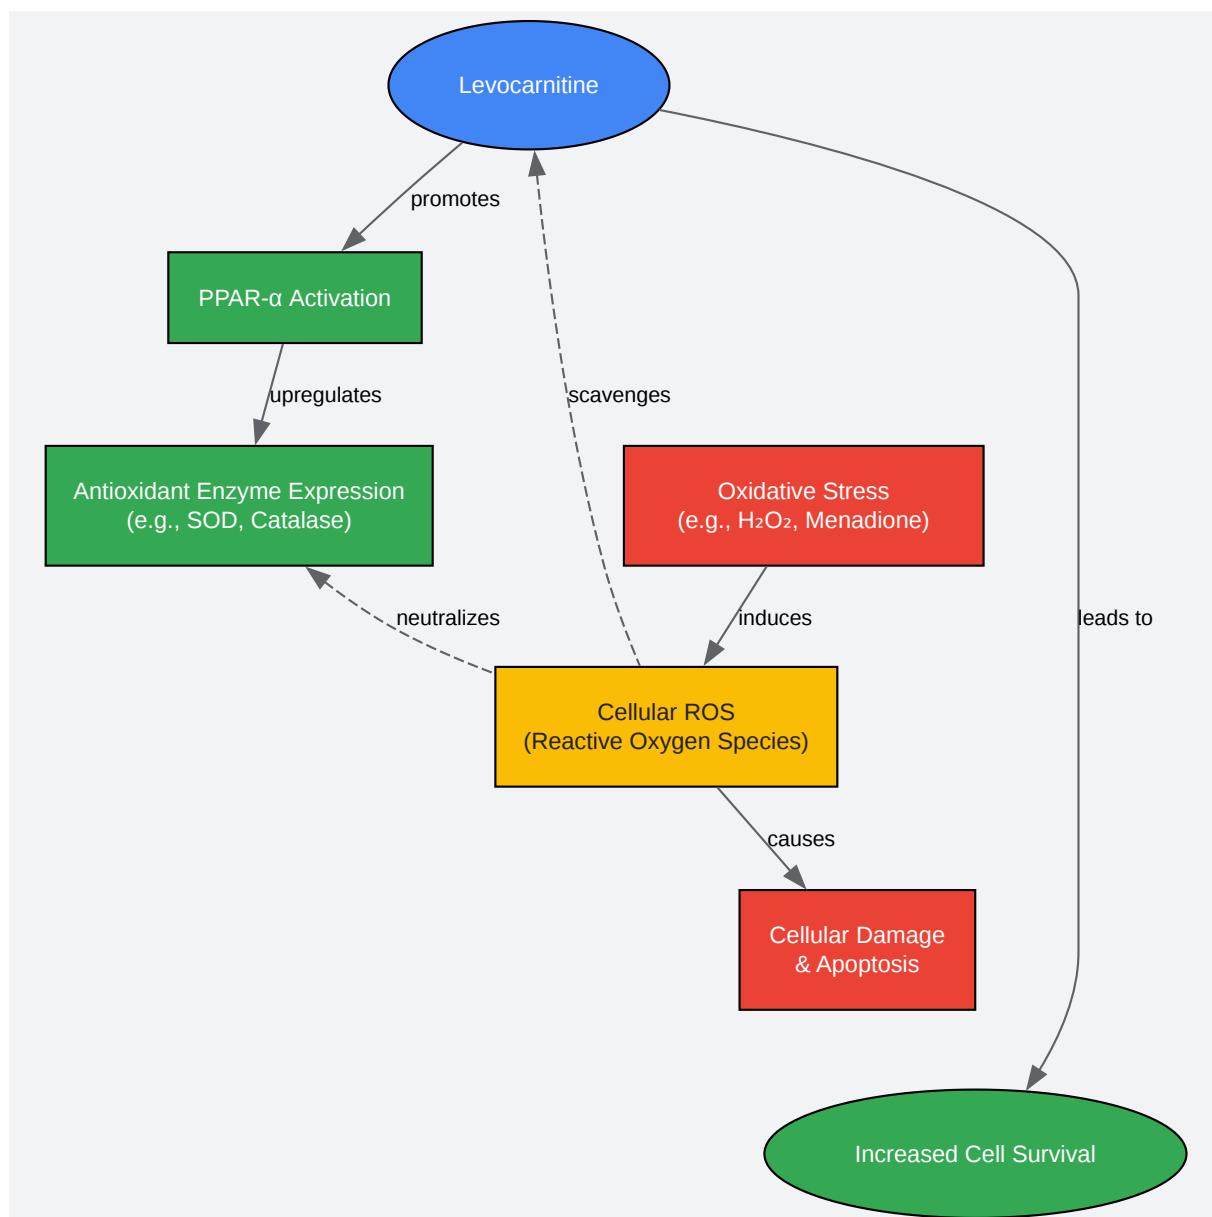 Levocarnitine
promotes
PPAR-α Activation
upregulates
scavenges
Antioxidant Enzyme Expression
(e.g., SOD, Catalase)
Oxidative Stress
(e.g., H₂O₂, Menadione)
neutralizes
induces
leads to
Cellular ROS
(Reactive Oxygen Species)
causes
Cellular Damage
& Apoptosis
Increased Cell Survival